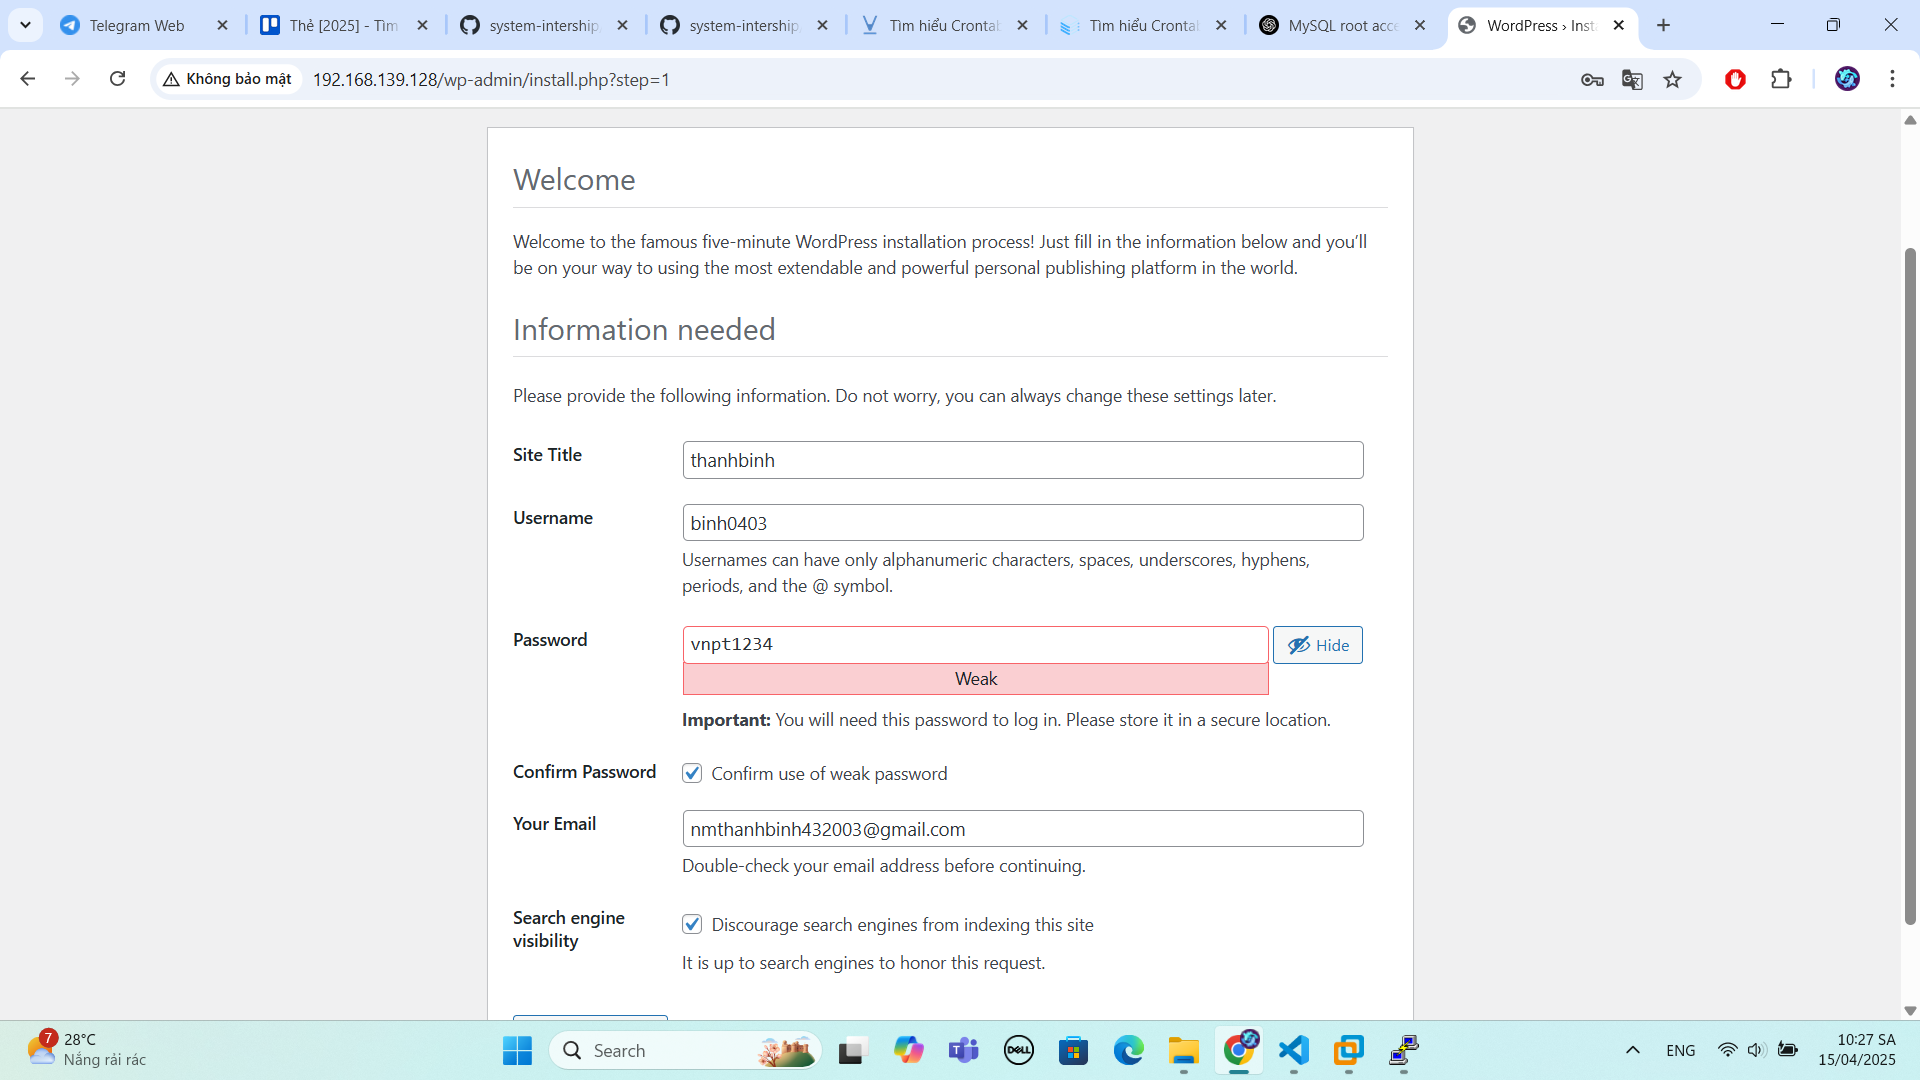 Telegram Web
Thẻ [2025] - Tìm
system-intership
system-intership
Tìm hiểu Crontab
Tìm hiểu Crontab
MySQL root acce
WordPress › Insta
Không bảo mật
192.168.139.128/wp-admin/install.php?step=1
Welcome
Welcome to the famous five-minute WordPress installation process! Just fill in the information below and you’ll
be on your way to using the most extendable and powerful personal publishing platform in the world.
Information needed
Please provide the following information. Do not worry, you can always change these settings later.
Site Title
thanhbinh
Username
binh0403
Usernames can have only alphanumeric characters, spaces, underscores, hyphens,
periods, and the @ symbol.
Password
vnpt1234
Hide
Weak
Important: You will need this password to log in. Please store it in a secure location.
Confirm Password
Confirm use of weak password
Your Email
nmthanhbinh432003@gmail.com
Double-check your email address before continuing.
Search engine
visibility
Discourage search engines from indexing this site
It is up to search engines to honor this request.
7
28°C
Nắng rải rác
Search
DELL
ENG
10:27 SA
15/04/2025